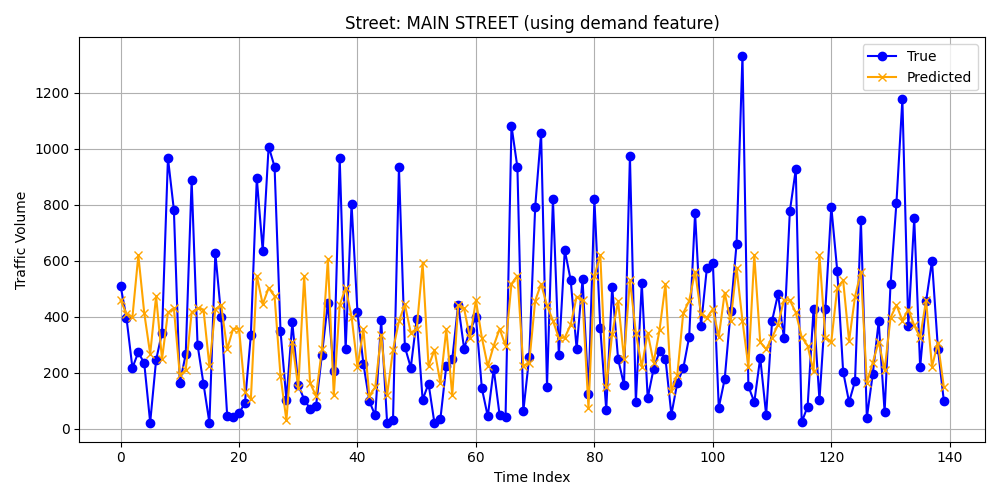 Street: MAIN STREET (using demand feature)
True
Predicted
Traffic Volume
1200
1000
800
600
400
200
0
0 20 40 60 80 100 120 140
Time Index